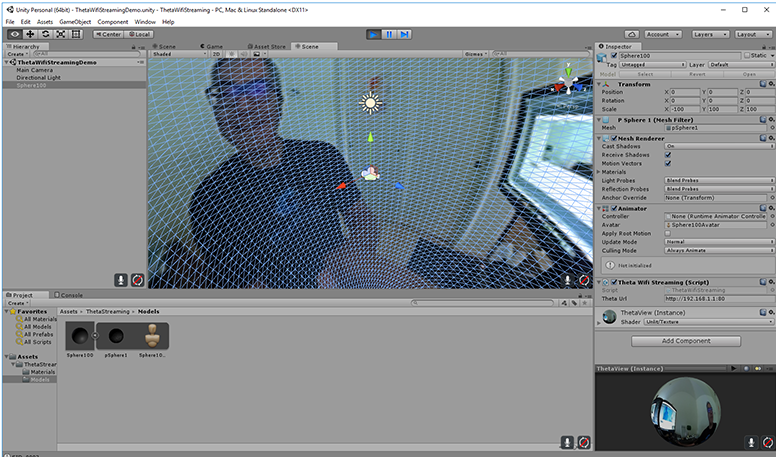 Unity Personal (64bit) - ThetaWifiStreamingDemo.unity - ThetaWifiStreaming - PC, Mac & Linux Standalone <DX11>
File Edit Assets GameObject Component Window Help
Center Local
Account Layers Layout
Hierarchy
Create All
ThetaWifiStreamingDemo
Main Camera
Directional Light
Sphere100
Scene Game Asset Store Scene
Shaded 2D Gizmos All
y
Inspector
Sphere100 Static
Tag Untagged Layer Default
Model Select Revert Open
Transform
Position X 0 Y 0 Z 0
Rotation X 0 Y 0 Z 0
Scale X -100 Y 100 Z 100
P Sphere 1 (Mesh Filter)
Mesh pSphere1
Mesh Renderer
Cast Shadows On
Receive Shadows
Motion Vectors
Materials
Light Probes Blend Probes
Reflection Probes Blend Probes
Anchor Override None (Transform)
Animator
Controller None (Runtime Animator Controlle
Avatar Sphere100Avatar
Apply Root Motion
Update Mode Normal
Culling Mode Always Animate
Not initialized
Theta Wifi Streaming (Script)
Script ThetaWifiStreaming
Theta Url http://192.168.1.1:80
ThetaView (Instance)
Shader Unlit/Texture
Add Component
ThetaView (Instance)
Project Console
Create
Favorites
All Materials
All Models
All Prefabs
All Scripts
Assets
ThetaStrear
Materials
Models
Assets ThetaStreaming Models
Sphere100 pSphere1 Sphere10...